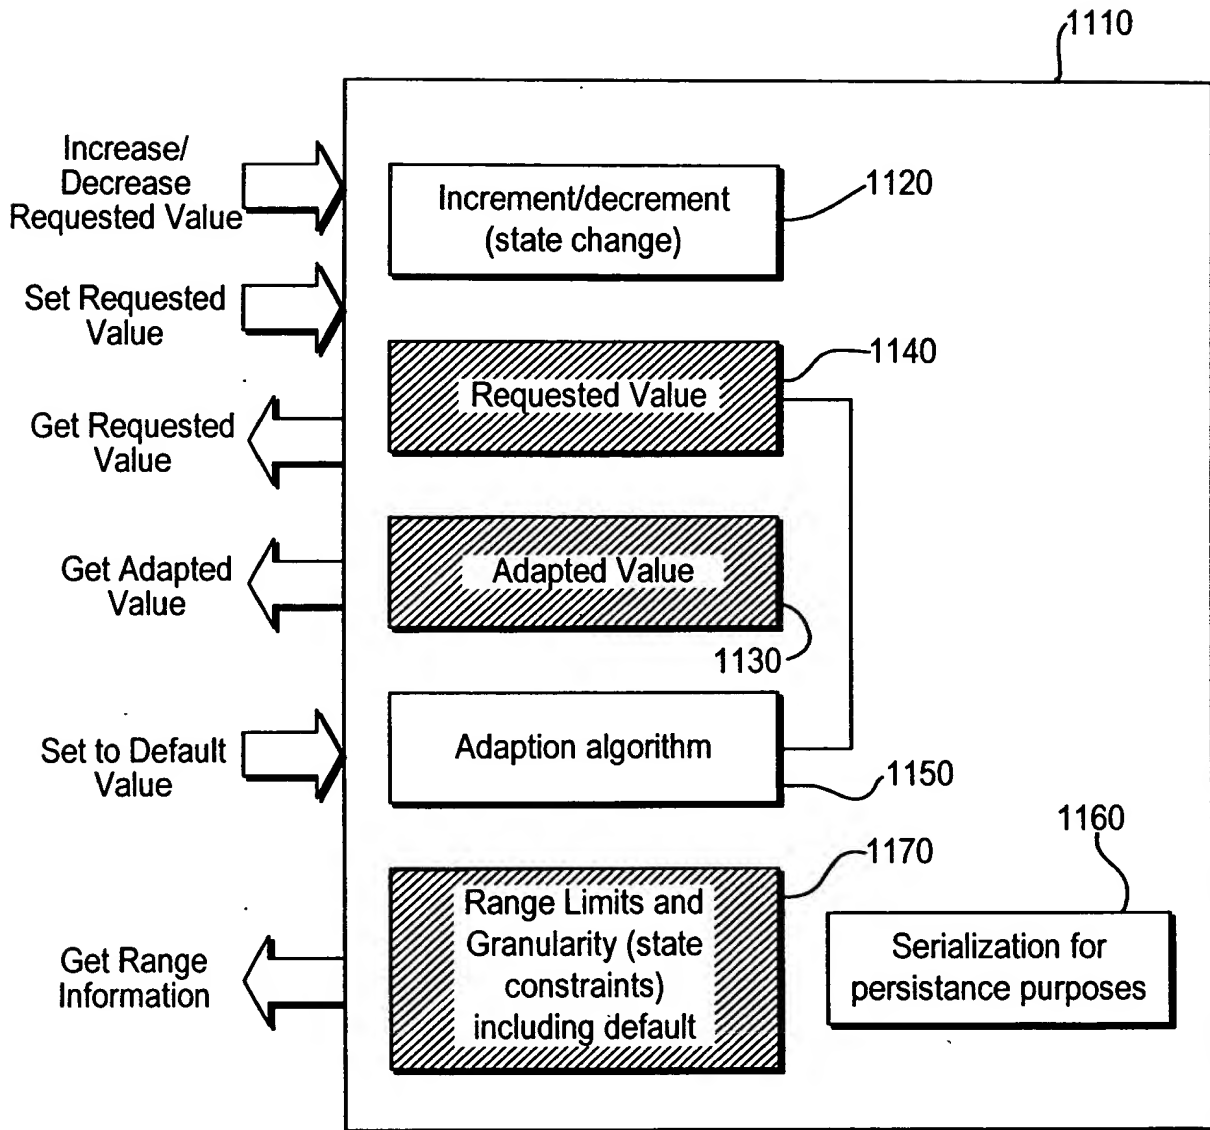 1110
Increase/
Decrease
Requested Value
Increment/decrement
(state change)
1120
Set Requested
Value
Requested Value
1140
Get Requested
Value
Adapted Value
1130
Get Adapted
Value
Adaption algorithm
1150
Set to Default
Value
1160
1170
Range Limits and
Granularity (state
constraints)
including default
Serialization for
persistance purposes
Get Range
Information